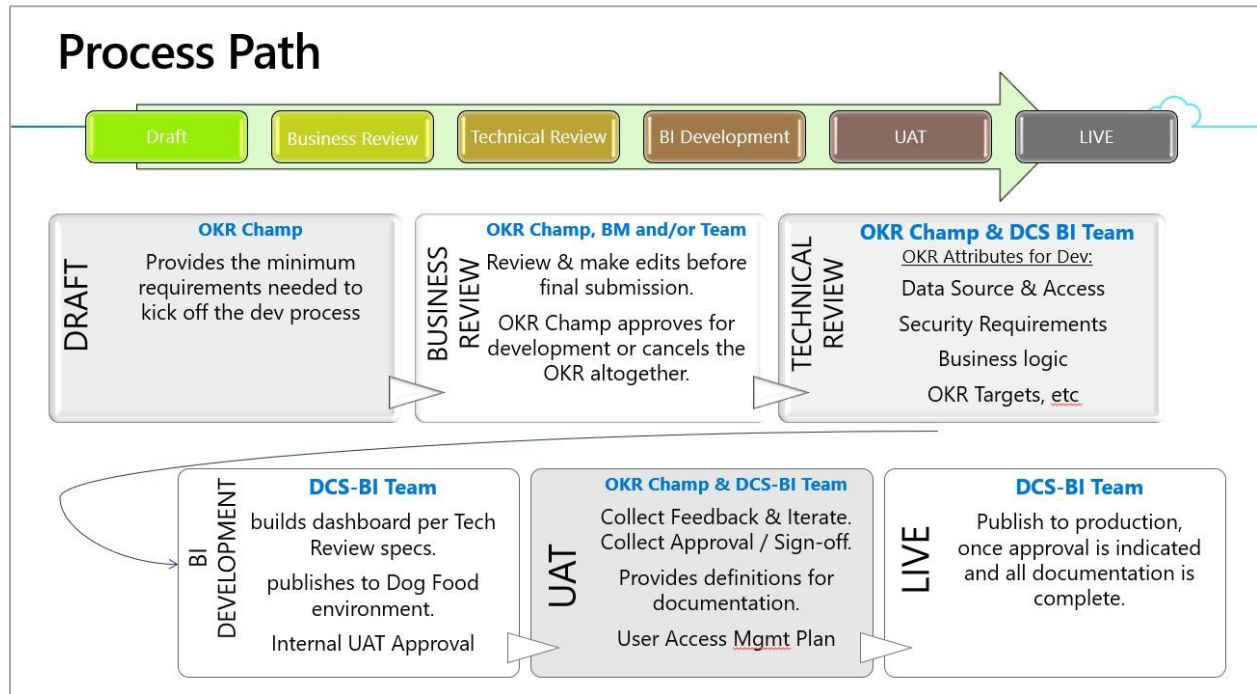 Process Path
Draft
Business Review
Technical Review
BI Development
UAT
LIVE
DRAFT
OKR Champ
Provides the minimum
requirements needed to
kick off the dev process
BUSINESS
REVIEW
OKR Champ, BM and/or Team
Review & make edits before
final submission.
OKR Champ approves for
development or cancels the
OKR altogether.
TECHNICAL
REVIEW
OKR Champ & DCS BI Team
OKR Attributes for Dev:
Data Source & Access
Security Requirements
Business logic
OKR Targets, etc
BI
DEVELOPMENT
DCS-BI Team
builds dashboard per Tech
Review specs.
publishes to Dog Food
environment.
Internal UAT Approval
UAT
OKR Champ & DCS-BI Team
Collect Feedback & Iterate.
Collect Approval / Sign-off.
Provides definitions for
documentation.
User Access Mgmt Plan
LIVE
DCS-BI Team
Publish to production,
once approval is indicated
and all documentation is
complete.